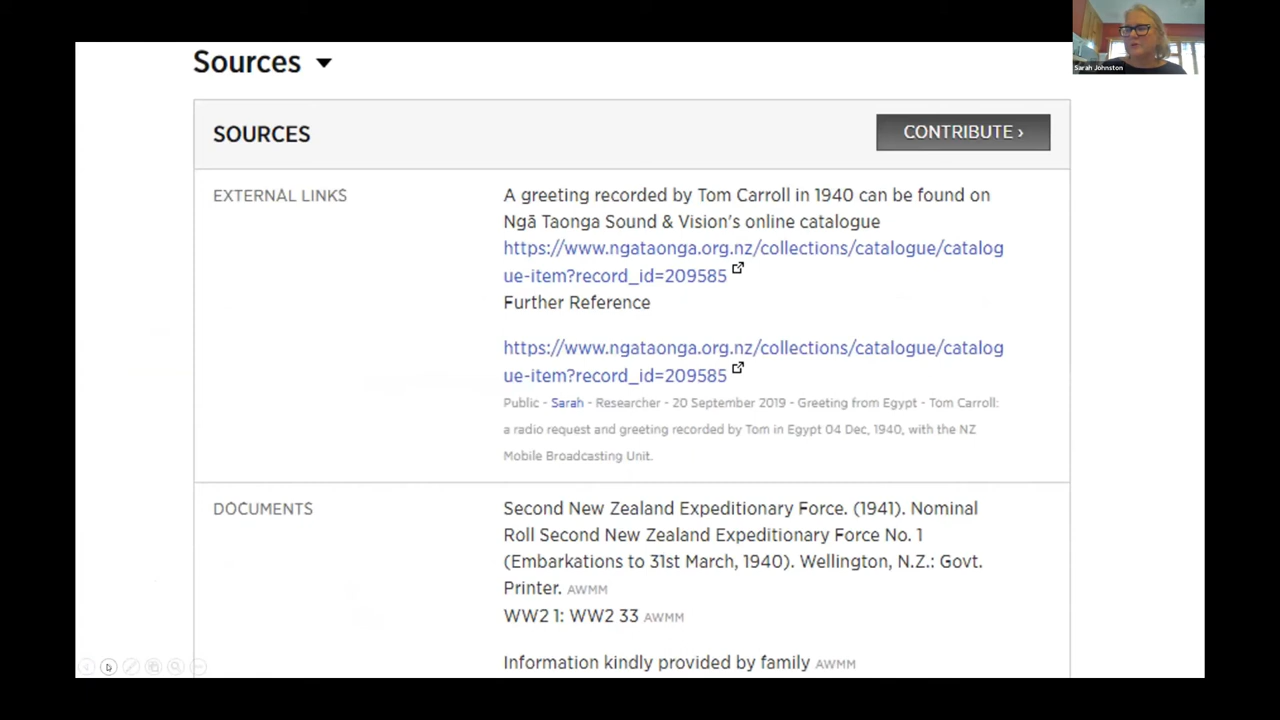 Sources
Sarah Johnston
SOURCES
CONTRIBUTE ›
EXTERNAL LINKS
A greeting recorded by Tom Carroll in 1940 can be found on
Ngā Taonga Sound & Vision's online catalogue
https://www.ngataonga.org.nz/collections/catalogue/catalog
ue-item?record_id=209585
Further Reference
https://www.ngataonga.org.nz/collections/catalogue/catalog
ue-item?record_id=209585
Public - Sarah - Researcher - 20 September 2019 - Greeting from Egypt - Tom Carroll:
a radio request and greeting recorded by Tom in Egypt 04 Dec, 1940, with the NZ
Mobile Broadcasting Unit.
DOCUMENTS
Second New Zealand Expeditionary Force. (1941). Nominal
Roll Second New Zealand Expeditionary Force No. 1
(Embarkations to 31st March, 1940). Wellington, N.Z.: Govt.
Printer. AWMM
WW2 1: WW2 33 AWMM
Information kindly provided by family AWMM